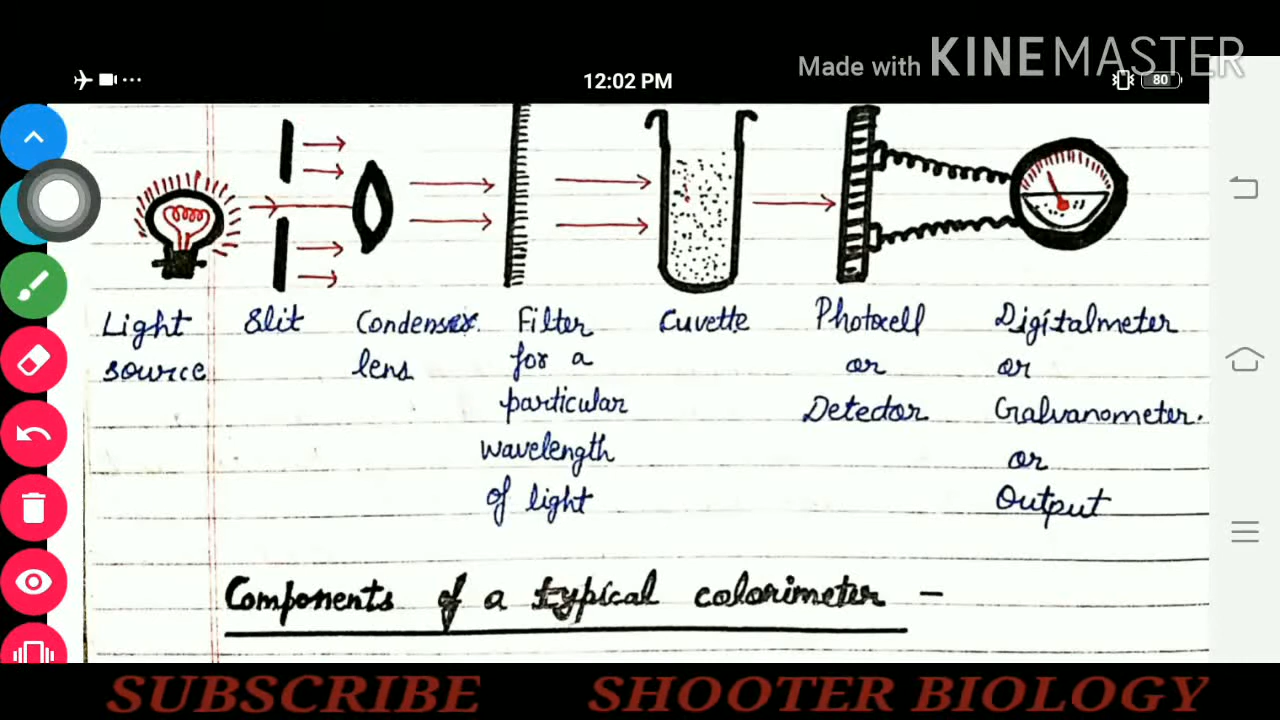 Made with KINEMASTER
12:02 PM
80
Light source
Slit
Condenser lens
Filter for a particular wavelength of light
Cuvette
Photocell or Detector
Digitalmeter or Galvanometer. or Output
Components of a typical colorimeter -
SUBSCRIBE SHOOTER BIOLOGY